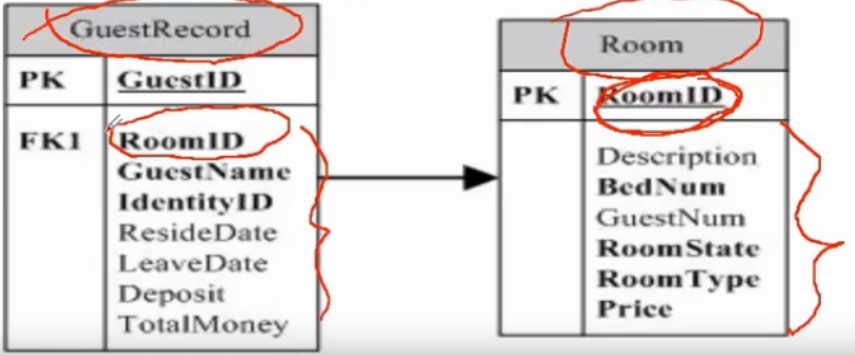 GuestRecord
PK GuestID
FK1 RoomID
GuestName
IdentityID
ResideDate
LeaveDate
Deposit
TotalMoney
Room
PK RoomID
Description
BedNum
GuestNum
RoomState
RoomType
Price